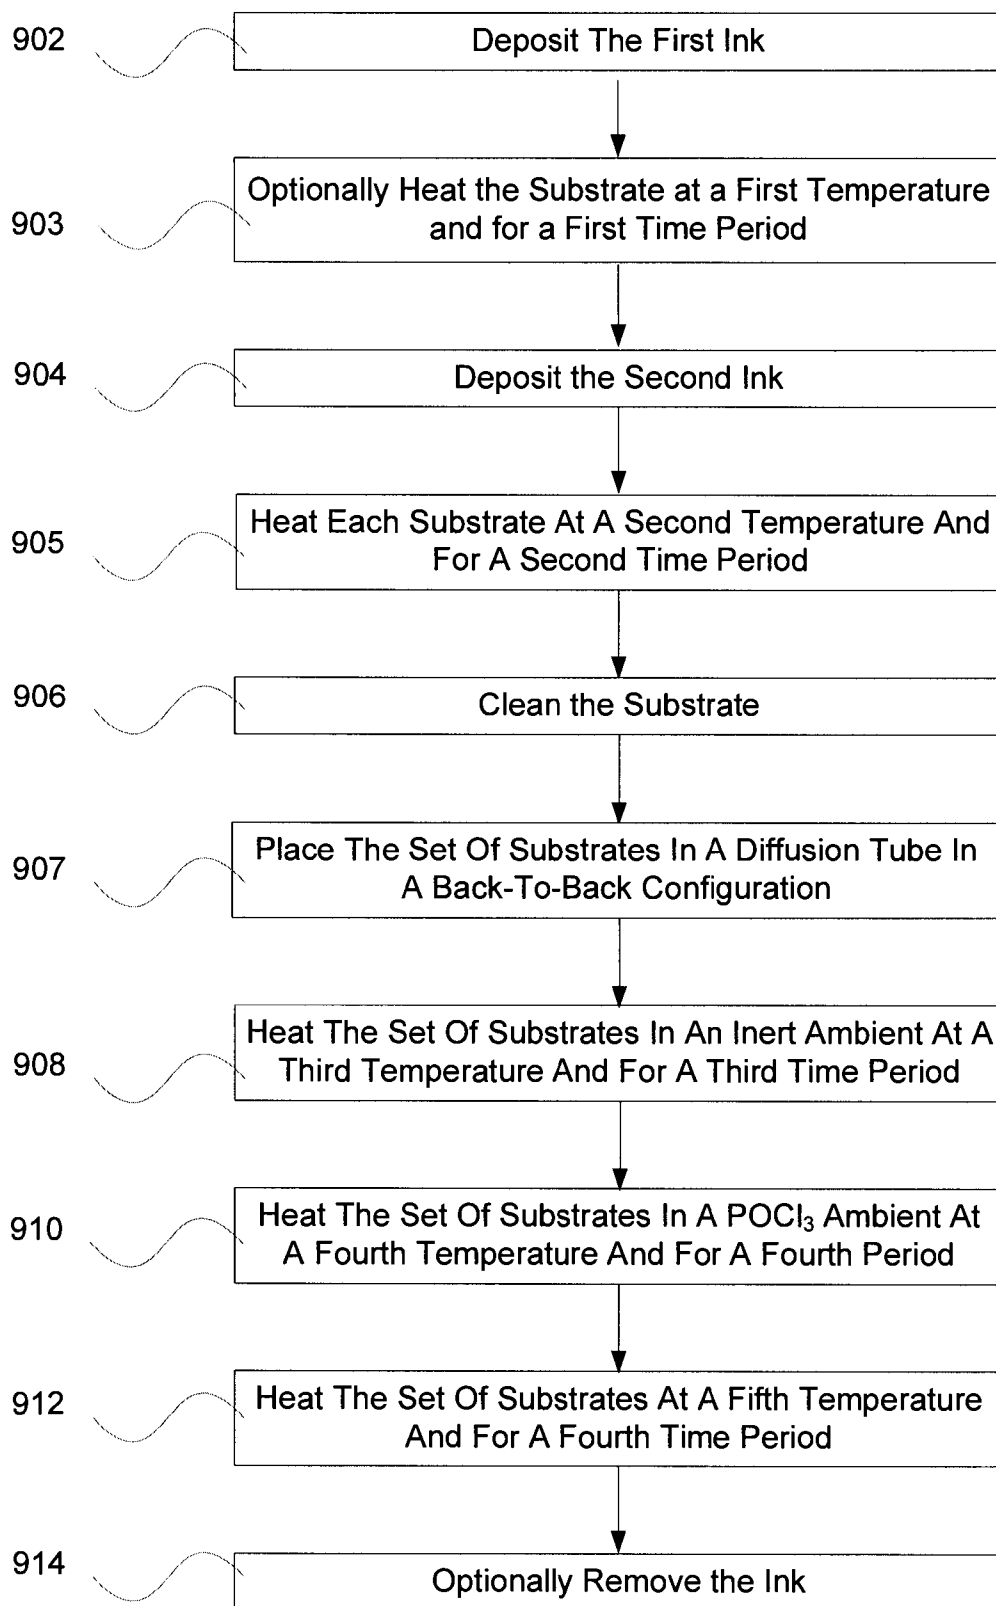 902
Deposit The First Ink
903
Optionally Heat the Substrate at a First Temperature
and for a First Time Period
904
Deposit the Second Ink
905
Heat Each Substrate At A Second Temperature And
For A Second Time Period
906
Clean the Substrate
907
Place The Set Of Substrates In A Diffusion Tube In
A Back-To-Back Configuration
908
Heat The Set Of Substrates In An Inert Ambient At A
Third Temperature And For A Third Time Period
910
Heat The Set Of Substrates In A POCl₃ Ambient At
A Fourth Temperature And For A Fourth Period
912
Heat The Set Of Substrates At A Fifth Temperature
And For A Fourth Time Period
914
Optionally Remove the Ink